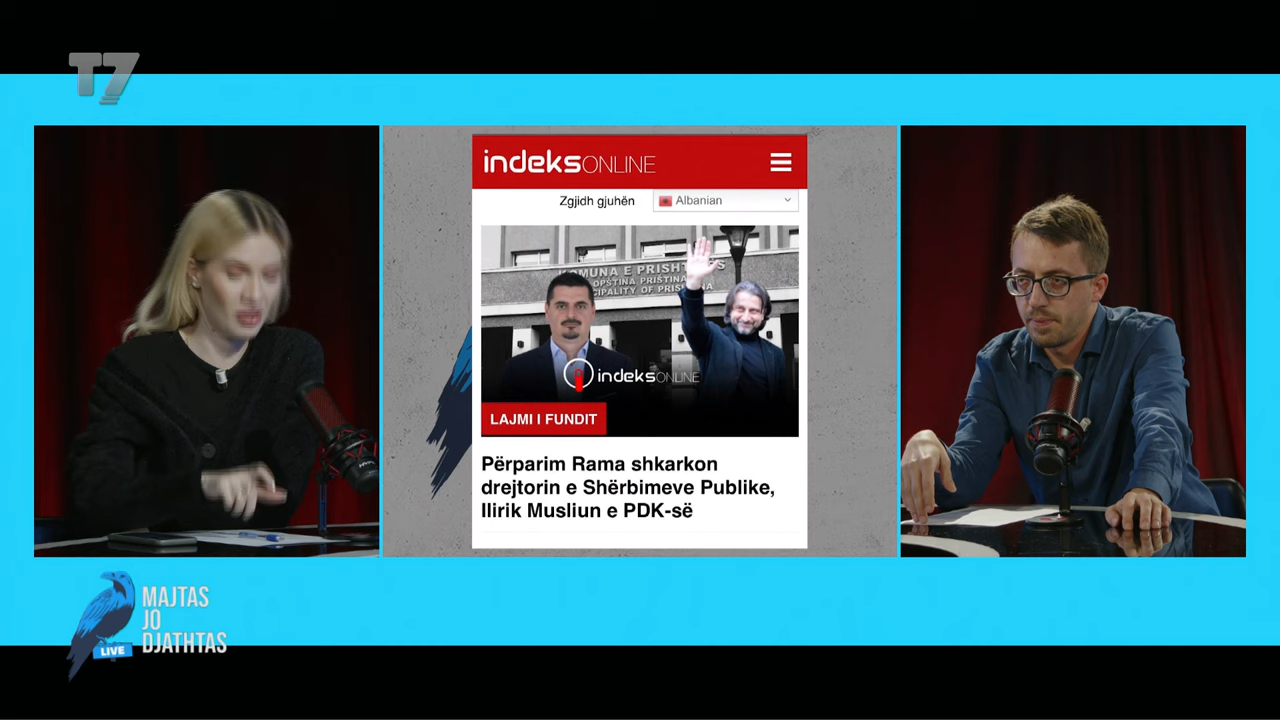 T7
indeksONLINE
Zgjidh gjuhën
Albanian
KOMUNA E PRISHTINËS
OPŠTINA PRIŠTINA
MUNICIPALITY OF PRISHTINA
indeksONLINE
LAJMI I FUNDIT
Përparim Rama shkarkon
drejtorin e Shërbimeve Publike,
Ilirik Musliun e PDK-së
MAJTAS
JO
DJATHTAS
LIVE